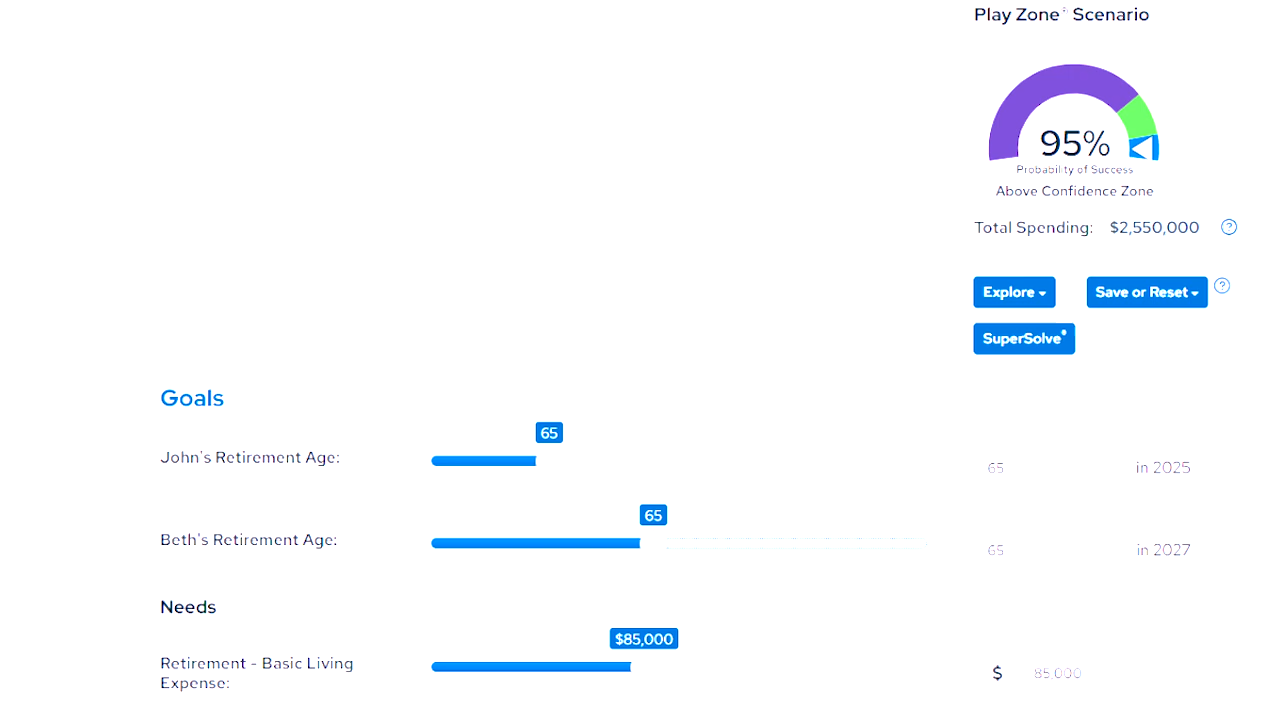 Play Zone® Scenario
95%
Probability of Success
Above Confidence Zone
Total Spending: $2,550,000 ?
Explore Save or Reset ?
SuperSolve®
Goals
65
John's Retirement Age: 65 in 2025
65
Beth's Retirement Age: 65 in 2027
Needs
$85,000
Retirement - Basic Living
Expense: $ 85,000